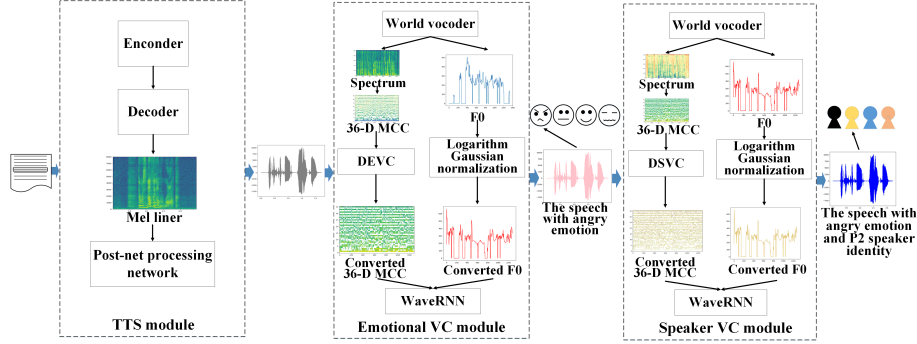 Enconder
Decoder
Mel liner
Post-net processing
network
TTS module
World vocoder
Spectrum
36-D MCC
DEVC
Converted
36-D MCC
F0
Logarithm
Gaussian
normalization
Converted F0
WaveRNN
Emotional VC module
The speech
with angry
emotion
World vocoder
Spectrum
36-D MCC
DSVC
Converted
36-D MCC
F0
Logarithm
Gaussian
normalization
Converted F0
WaveRNN
Speaker VC module
The speech with
angry emotion
and P2 speaker
identity